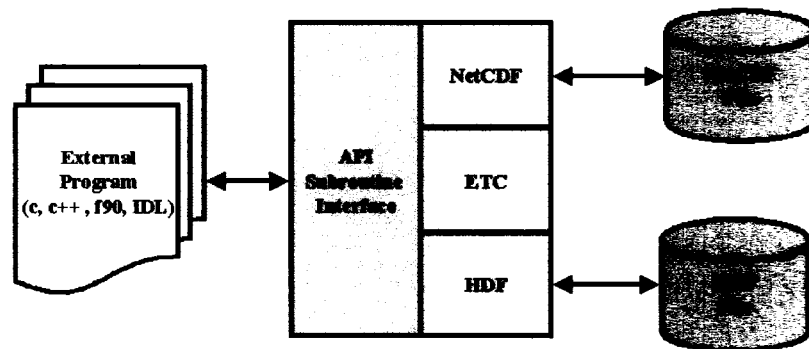 External
Program
(c, c++ , f90, IDL)
API
Subroutine
Interface
NetCDF
ETC
HDF